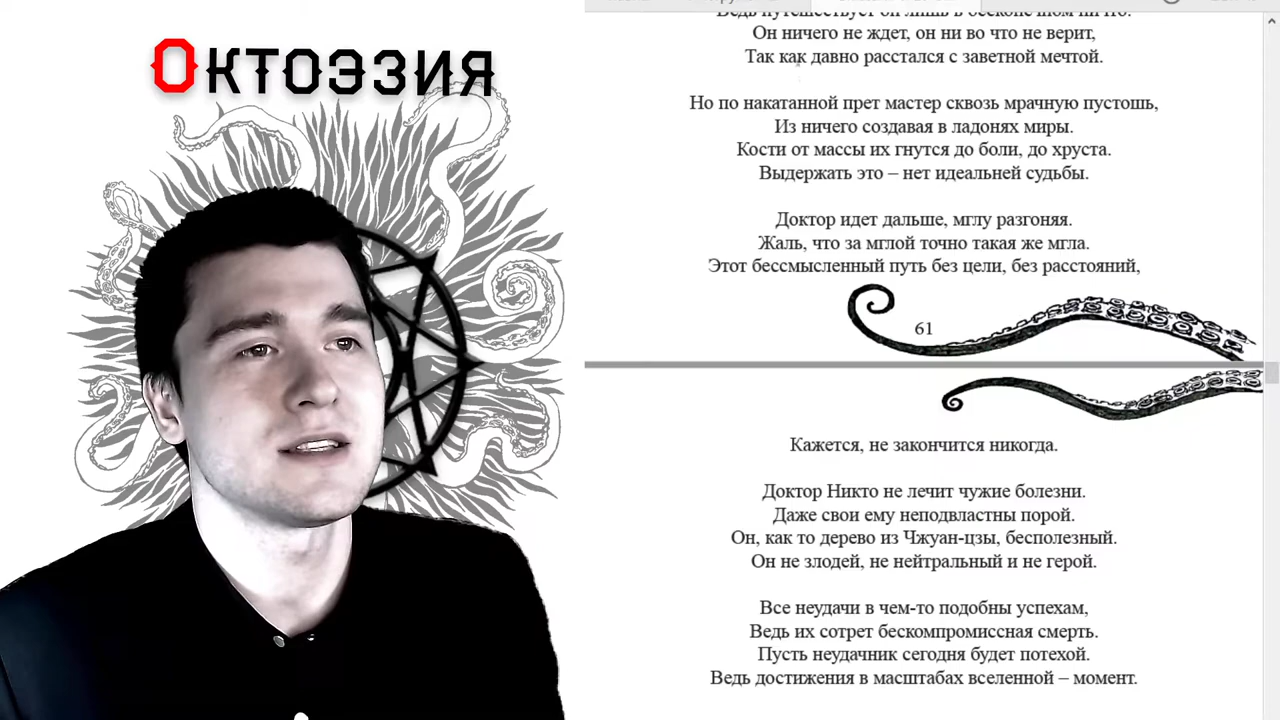 Октоэзия
Ведь путешествует он лишь в бесконечном ничто.
Он ничего не ждет, он ни во что не верит,
Так как давно расстался с заветной мечтой.
Но по накатанной прет мастер сквозь мрачную пустошь,
Из ничего создавая в ладонях миры.
Кости от массы их гнутся до боли, до хруста.
Выдержать это – нет идеальней судьбы.
Доктор идет дальше, мглу разгоняя.
Жаль, что за мглой точно такая же мгла.
Этот бессмысленный путь без цели, без расстояний,
61
Кажется, не закончится никогда.
Доктор Никто не лечит чужие болезни.
Даже свои ему неподвластны порой.
Он, как то дерево из Чжуан-цзы, бесполезный.
Он не злодей, не нейтральный и не герой.
Все неудачи в чем-то подобны успехам,
Ведь их сотрет бескомпромиссная смерть.
Пусть неудачник сегодня будет потехой.
Ведь достижения в масштабах вселенной – момент.